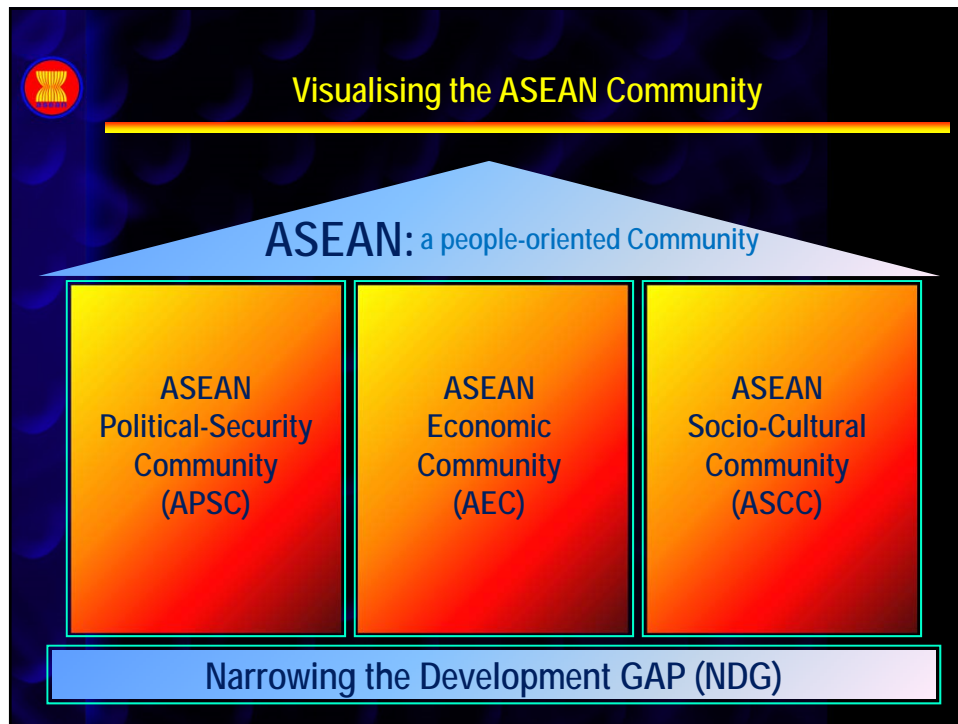 asean
Visualising the ASEAN Community
ASEAN: a people-oriented Community
ASEAN
Political-Security
Community
(APSC)
ASEAN
Economic
Community
(AEC)
ASEAN
Socio-Cultural
Community
(ASCC)
Narrowing the Development GAP (NDG)